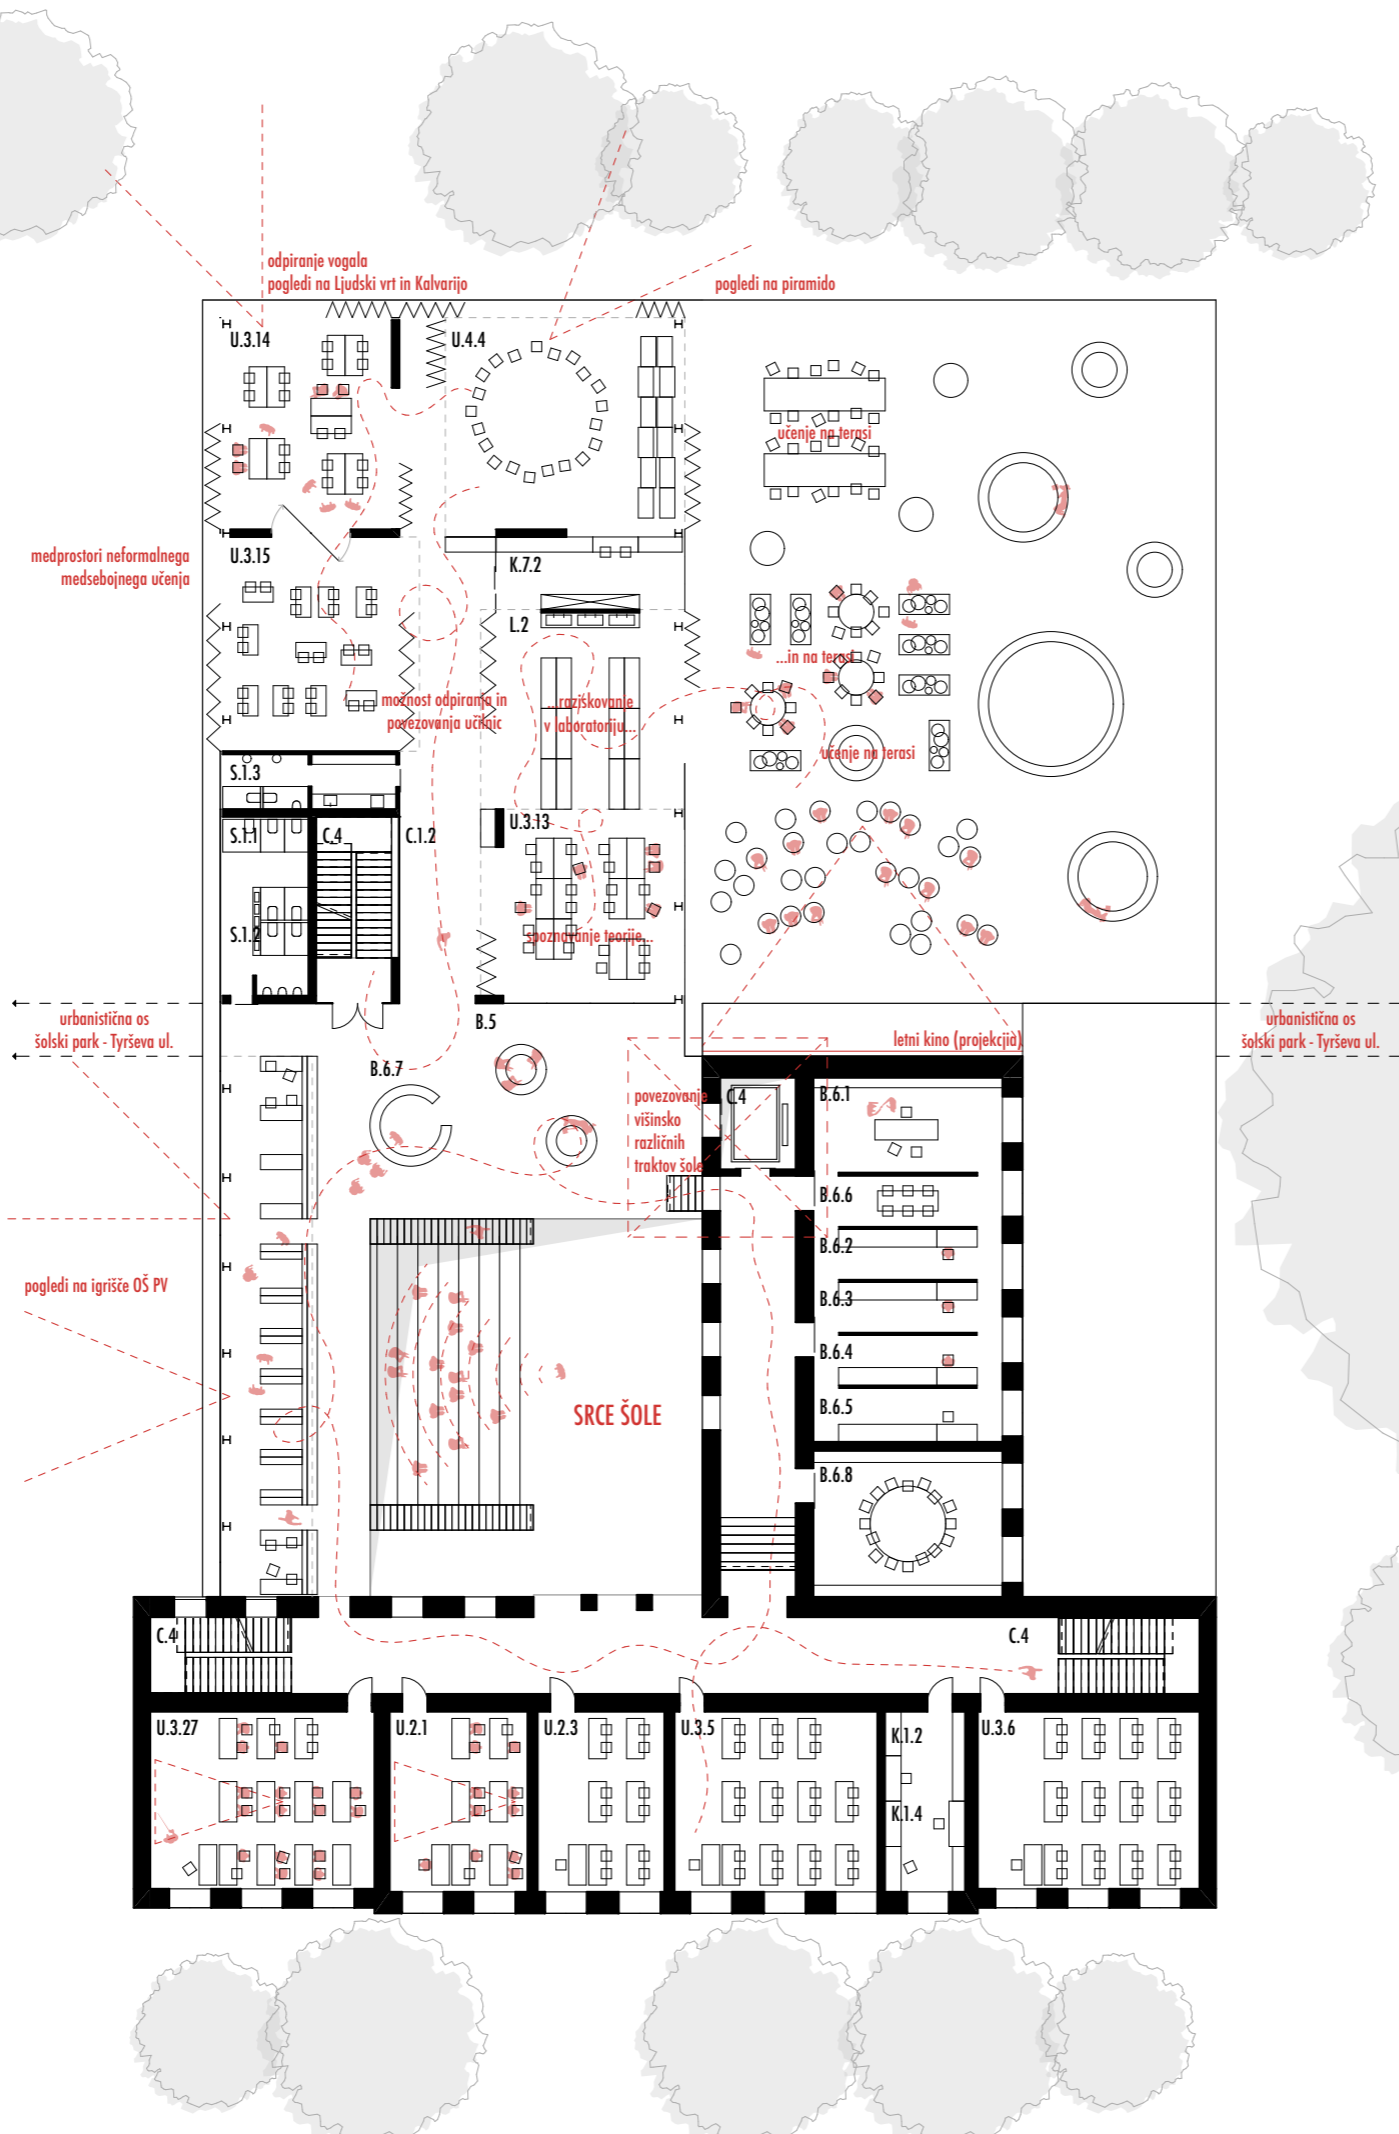 odpiranje vogala
pogledi na Ljudski vrt in Kalvarijo
pogledi na piramido
U.3.14
U.4.4
učenje na terasi
medprostori neformalnega
medsebojnega učenja
U.3.15
K.7.2
L.2
...in na terasi
možnost odpiranja in
povezovanja učilnic
...raziskovanje
v laboratoriju...
učenje na terasi
S.1.3
S.1.1
C.4
C.1.2
U.3.13
S.1.2
spoznavanje teorije...
urbanistična os
šolski park - Tyrševa ul.
B.5
letni kino (projekcija)
urbanistična os
šolski park - Tyrševa ul.
B.6.7
povezovanje
višinsko
različnih
traktov šole
C.4
B.6.1
B.6.6
B.6.2
pogledi na igrišče OŠ PV
B.6.3
B.6.4
SRCE ŠOLE
B.6.5
B.6.8
C.4
C.4
U.3.27
U.2.1
U.2.3
U.3.5
K.1.2
U.3.6
K.1.4